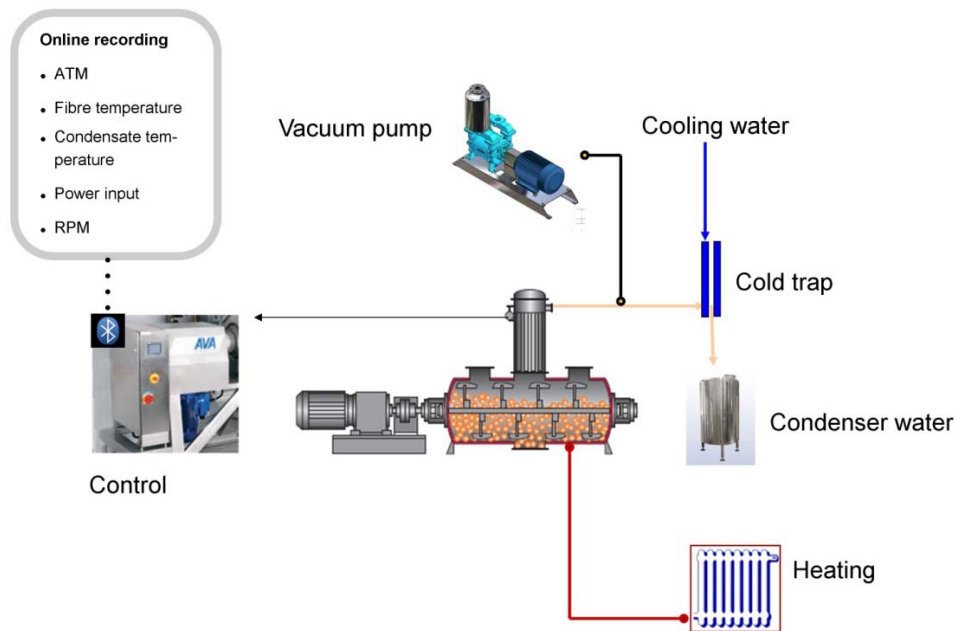 Online recording
• ATM
• Fibre temperature
• Condensate tem-
perature
• Power input
• RPM
Vacuum pump
Cooling water
Cold trap
AVA
Condenser water
Control
Heating